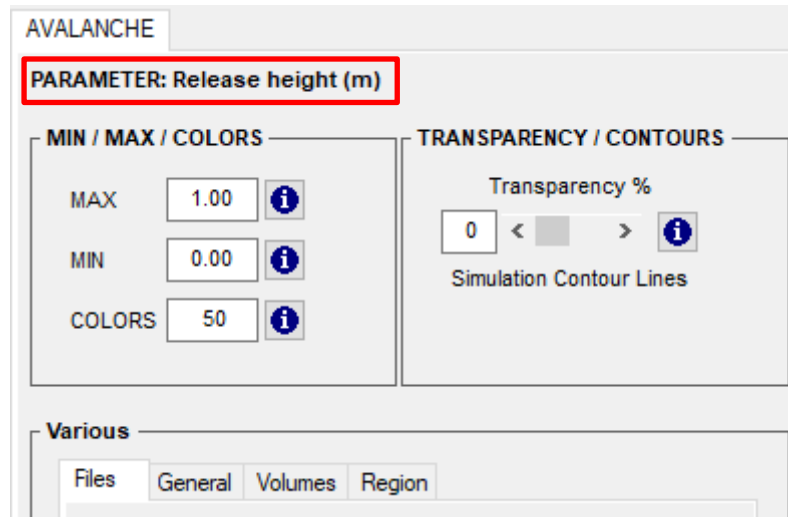 AVALANCHE
PARAMETER: Release height (m)
MIN / MAX / COLORS
MAX 1.00
MIN 0.00
COLORS 50
TRANSPARENCY / CONTOURS
Transparency %
0 < >
Simulation Contour Lines
Various
Files General Volumes Region